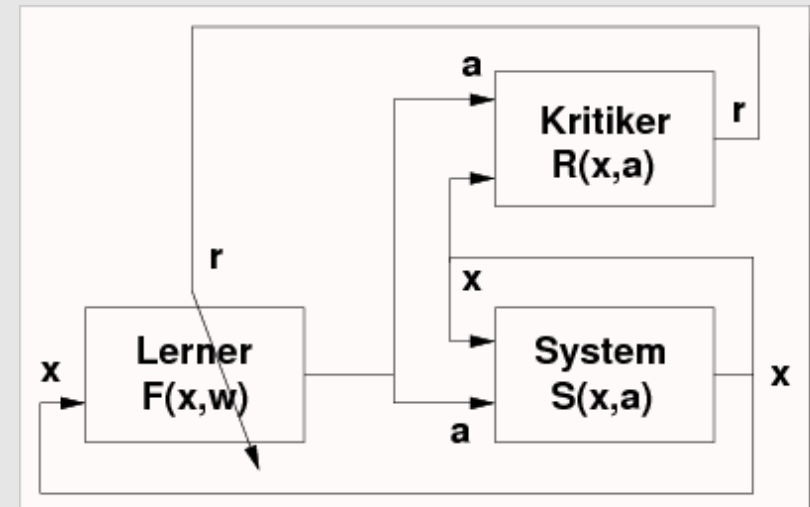 a
Kritiker
R(x,a)
r
r
x
Lerner
F(x,w)
x
System
S(x,a)
x
a